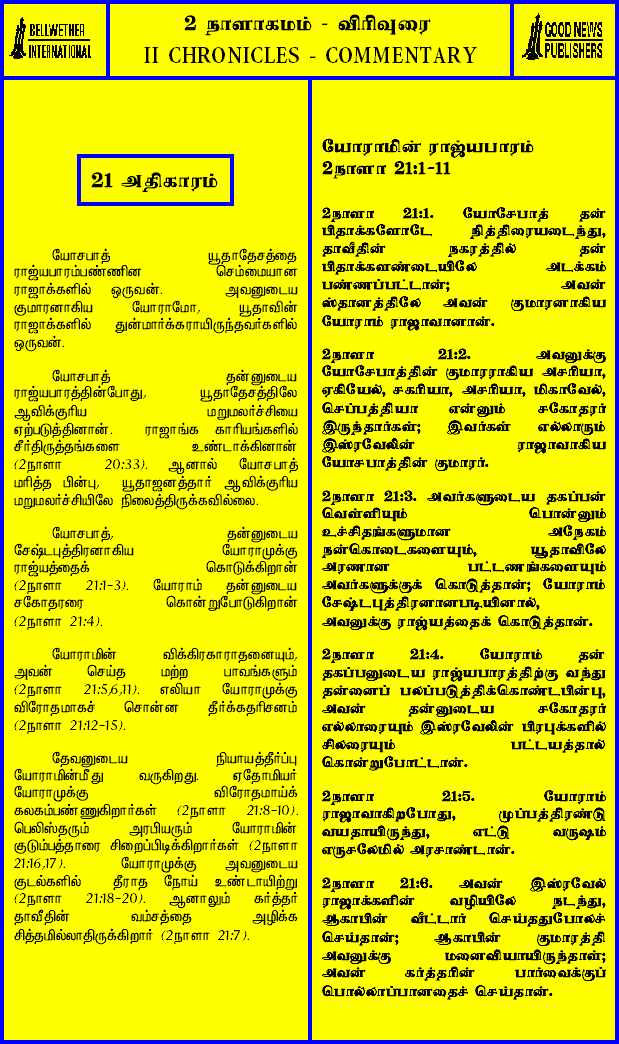 BELLWETHER
INTERNATIONAL
2 நாளாகமம் - விரிவுரை
II CHRONICLES - COMMENTARY
GOOD NEWS
PUBLISHERS
21 அதிகாரம்
யோசபாத் யூதாதேசத்தை
ராஜ்யபாரம்பண்ணின செம்மையான
ராஜாக்களில் ஒருவன். அவனுடைய
குமாரனாகிய யோராமோ, யூதாவின்
ராஜாக்களில் துன்மார்க்கராயிருந்தவர்களில்
ஒருவன்.
யோசபாத் தன்னுடைய
ராஜ்யபாரத்தின்போது, யூதாதேசத்திலே
ஆவிக்குரிய மறுமலர்ச்சியை
ஏற்படுத்தினான். ராஜாங்க காரியங்களில்
சீர்திருத்தங்களை உண்டாக்கினான்
(2நாளா 20:33). ஆனால் யோசபாத்
மரித்த பின்பு, யூதாஜனத்தார் ஆவிக்குரிய
மறுமலர்ச்சியிலே நிலைத்திருக்கவில்லை.
யோசபாத், தன்னுடைய
சேஷ்டபுத்திரனாகிய யோராமுக்கு
ராஜ்யத்தைக் கொடுக்கிறான்
(2நாளா 21:1-3). யோராம் தன்னுடைய
சகோதரரை கொன்றுபோடுகிறான்
(2நாளா 21:4).
யோராமின் விக்கிரகாராதனையும்,
அவன் செய்த மற்ற பாவங்களும்
(2நாளா 21:5,6,11). எலியா யோராமுக்கு
விரோதமாகச் சொன்ன தீர்க்கதரிசனம்
(2நாளா 21:12-15).
தேவனுடைய நியாயத்தீர்ப்பு
யோராமின்மீது வருகிறது. ஏதோமியர்
யோராமுக்கு விரோதமாய்க்
கலகம்பண்ணுகிறார்கள் (2நாளா 21:8-10).
பெலிஸ்தரும் அரபியரும் யோராமின்
குடும்பத்தாரை சிறைப்பிடிக்கிறார்கள் (2நாளா
21:16,17). யோராமுக்கு அவனுடைய
குடல்களில் தீராத நோய் உண்டாயிற்று
(2நாளா 21:18-20). ஆனாலும் கர்த்தர்
தாவீதின் வம்சத்தை அழிக்க
சித்தமில்லாதிருக்கிறார் (2நாளா 21:7).
யோராமின் ராஜ்யபாரம்
2நாளா 21:1-11
2நாளா 21:1. யோசேபாத் தன்
பிதாக்களோடே நித்திரையடைந்து,
தாவீதின் நகரத்தில் தன்
பிதாக்களண்டையிலே அடக்கம்
பண்ணப்பட்டான்; அவன்
ஸ்தானத்திலே அவன் குமாரனாகிய
யோராம் ராஜாவானான்.
2நாளா 21:2. அவனுக்கு
யோசேபாத்தின் குமாரராகிய அசரியா,
ஏகியேல், சகரியா, அசரியா, மிகாவேல்,
செப்பத்தியா என்னும் சகோதரர்
இருந்தார்கள்; இவர்கள் எல்லாரும்
இஸ்ரவேலின் ராஜாவாகிய
யோசபாத்தின் குமாரர்.
2நாளா 21:3. அவர்களுடைய தகப்பன்
வெள்ளியும் பொன்னும்
உச்சிதங்களுமான அநேகம்
நன்கொடைகளையும், யூதாவிலே
அரணான பட்டணங்களையும்
அவர்களுக்குக் கொடுத்தான்; யோராம்
சேஷ்டபுத்திரனானபடியினால்,
அவனுக்கு ராஜ்யத்தைக் கொடுத்தான்.
2நாளா 21:4. யோராம் தன்
தகப்பனுடைய ராஜ்யபாரத்திற்கு வந்து
தன்னைப் பலப்படுத்திக்கொண்டபின்பு,
அவன் தன்னுடைய சகோதரர்
எல்லாரையும் இஸ்ரவேலின் பிரபுக்களில்
சிலரையும் பட்டயத்தால்
கொன்றுபோட்டான்.
2நாளா 21:5. யோராம்
ராஜாவாகிறபோது, முப்பத்திரண்டு
வயதாயிருந்து, எட்டு வருஷம்
எருசலேமில் அரசாண்டான்.
2நாளா 21:6. அவன் இஸ்ரவேல்
ராஜாக்களின் வழியிலே நடந்து,
ஆகாபின் வீட்டார் செய்ததுபோலச்
செய்தான்; ஆகாபின் குமாரத்தி
அவனுக்கு மனைவியாயிருந்தாள்;
அவன் கர்த்தரின் பார்வைக்குப்
பொல்லாப்பானதைச் செய்தான்.